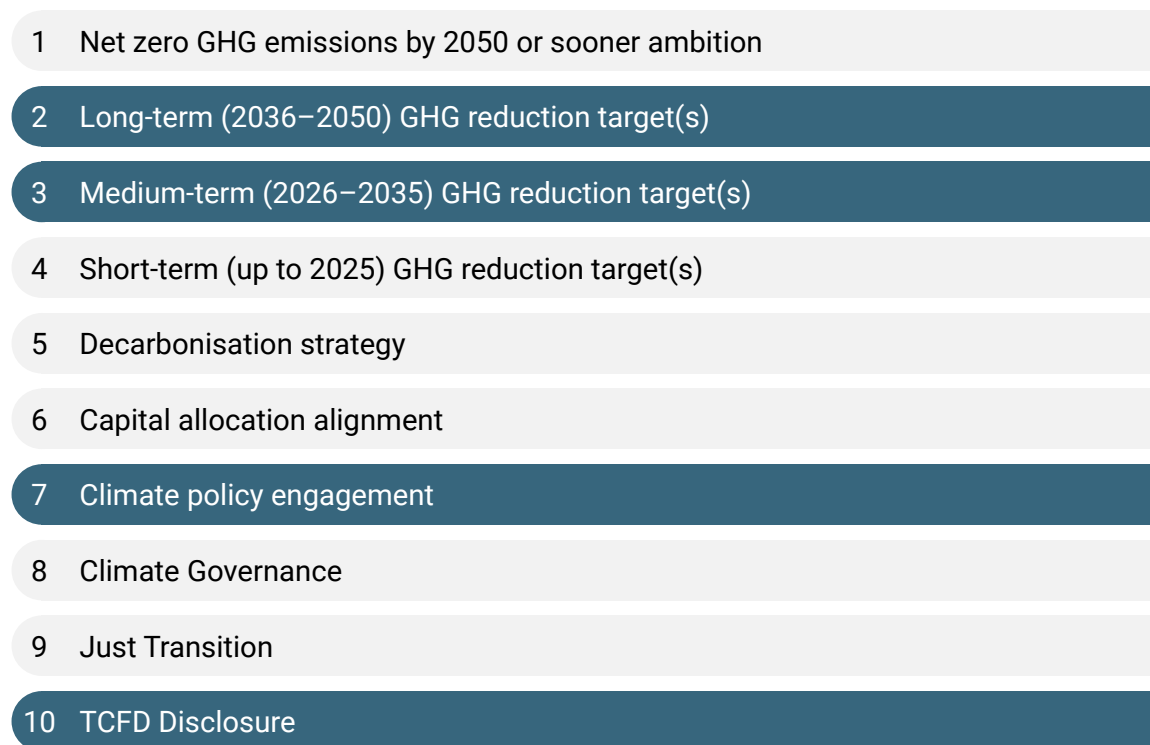 1 Net zero GHG emissions by 2050 or sooner ambition
2 Long-term (2036–2050) GHG reduction target(s)
3 Medium-term (2026–2035) GHG reduction target(s)
4 Short-term (up to 2025) GHG reduction target(s)
5 Decarbonisation strategy
6 Capital allocation alignment
7 Climate policy engagement
8 Climate Governance
9 Just Transition
10 TCFD Disclosure